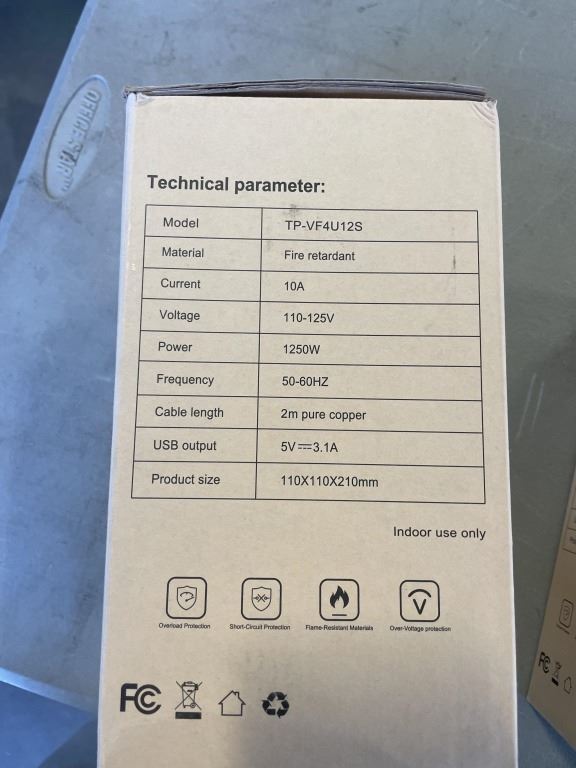 OFFICE STAR
Technical parameter:
Model TP-VF4U12S
Material Fire retardant
Current 10A
Voltage 110-125V
Power 1250W
Frequency 50-60HZ
Cable length 2m pure copper
USB output 5V⎓3.1A
Product size 110X110X210mm
Indoor use only
Overload Protection Short-Circuit Protection Flame-Resistant Materials Over-Voltage protection
FC
FC